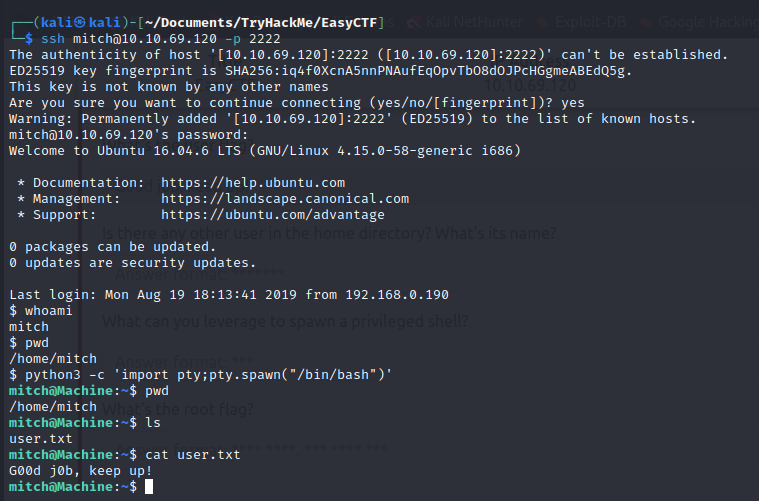 Kali NetHunter Exploit-DB Google Hacking
┌──(kali㉿kali)-[~/Documents/TryHackMe/EasyCTF]
└─$ ssh mitch@10.10.69.120 -p 2222
The authenticity of host '[10.10.69.120]:2222 ([10.10.69.120]:2222)' can't be established.
ED25519 key fingerprint is SHA256:iq4f0XcnA5nnPNAufEqOpvTbO8dOJPcHGgmeABEdQ5g.
This key is not known by any other names
Are you sure you want to continue connecting (yes/no/[fingerprint])? yes
10.10.69.120
Warning: Permanently added '[10.10.69.120]:2222' (ED25519) to the list of known hosts.
mitch@10.10.69.120's password:
Welcome to Ubuntu 16.04.6 LTS (GNU/Linux 4.15.0-58-generic i686)
* Documentation: https://help.ubuntu.com
* Management: https://landscape.canonical.com
* Support: https://ubuntu.com/advantage
Is there any other user in the home directory? What's its name?
0 packages can be updated.
0 updates are security updates.
Answer format: *******
Last login: Mon Aug 19 18:13:41 2019 from 192.168.0.190
$ whoami
mitch
What can you leverage to spawn a privileged shell?
$ pwd
/home/mitch
Answer format: ***
$ python3 -c 'import pty;pty.spawn("/bin/bash")'
mitch@Machine:~$ pwd
/home/mitch
What's the root flag?
mitch@Machine:~$ ls
user.txt
Answer format: **** ****. *** **** ***
mitch@Machine:~$ cat user.txt
G00d j0b, keep up!
mitch@Machine:~$